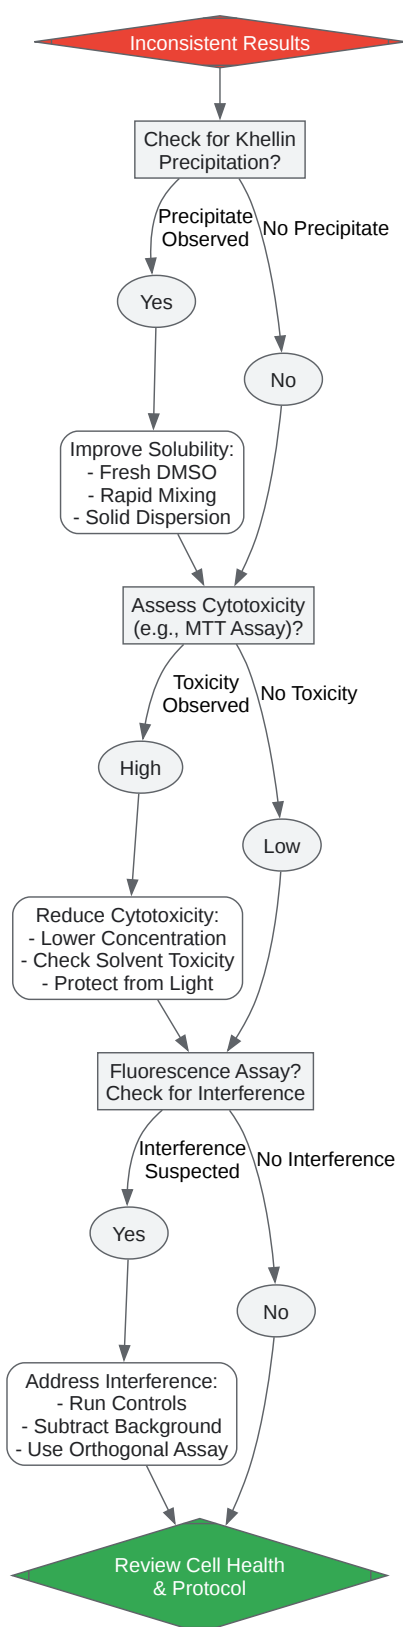 Inconsistent Results
Check for Khellin
Precipitation?
Precipitate
Observed
No Precipitate
Yes
No
Improve Solubility:
- Fresh DMSO
- Rapid Mixing
- Solid Dispersion
Assess Cytotoxicity
(e.g., MTT Assay)?
Toxicity
Observed
No Toxicity
High
Low
Reduce Cytotoxicity:
- Lower Concentration
- Check Solvent Toxicity
- Protect from Light
Fluorescence Assay?
Check for Interference
Interference
Suspected
No Interference
Yes
No
Address Interference:
- Run Controls
- Subtract Background
- Use Orthogonal Assay
Review Cell Health
& Protocol